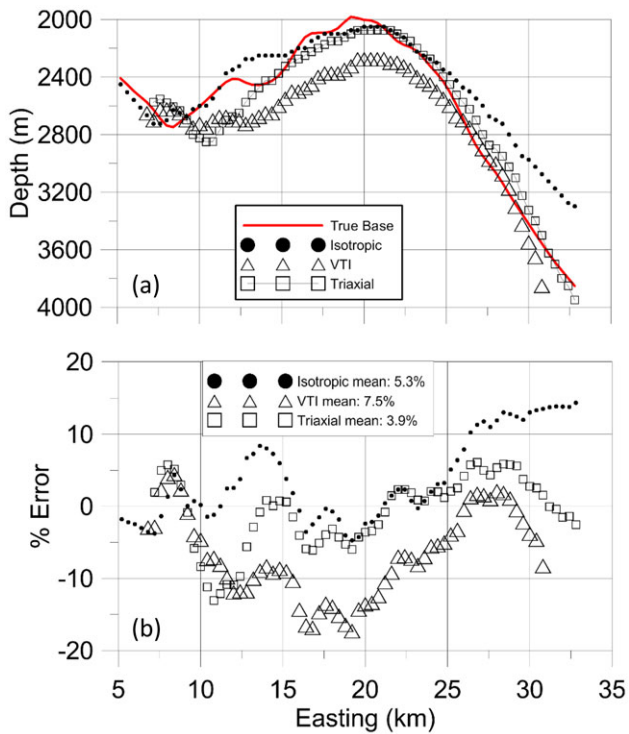 2000
2400
2800
3200
3600
4000
Depth (m)
True Base
Isotropic
VTI
Triaxial
(a)
20
10
0
-10
-20
% Error
Isotropic mean: 5.3%
VTI mean: 7.5%
Triaxial mean: 3.9%
(b)
5 10 15 20 25 30 35
Easting (km)